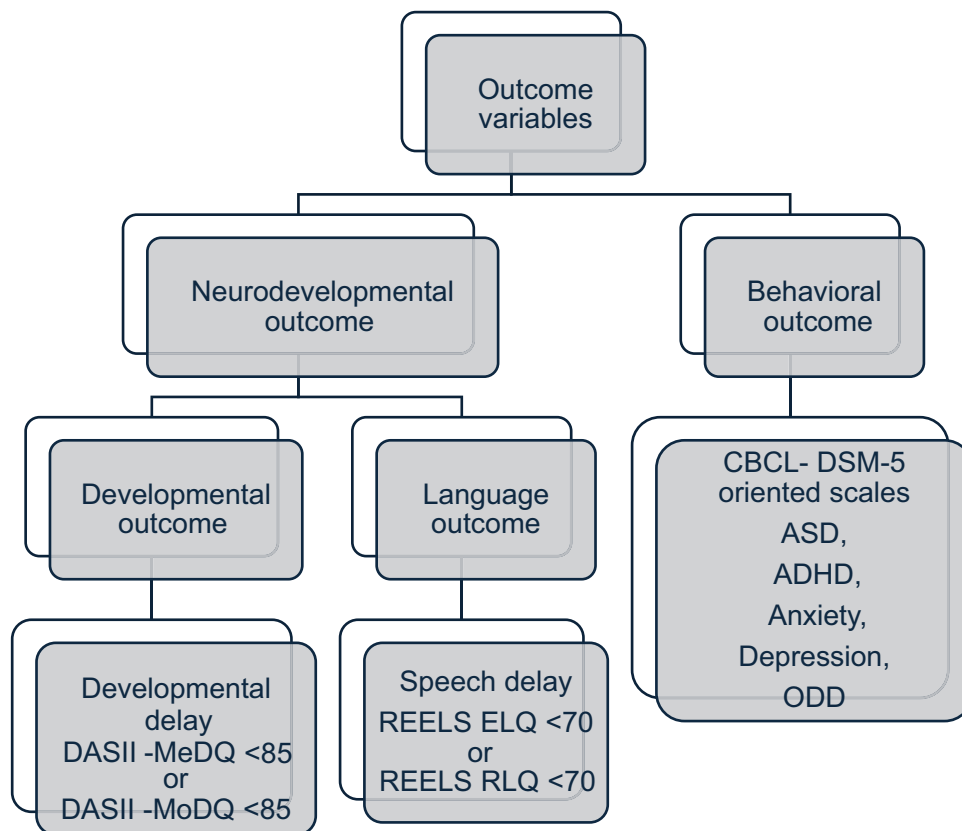 Outcome
variables
Neurodevelopmental
outcome
Behavioral
outcome
Developmental
outcome
Language
outcome
CBCL- DSM-5
oriented scales
ASD,
ADHD,
Anxiety,
Depression,
ODD
Developmental
delay
DASII -MeDQ <85
or
DASII -MoDQ <85
Speech delay
REELS ELQ <70
or
REELS RLQ <70